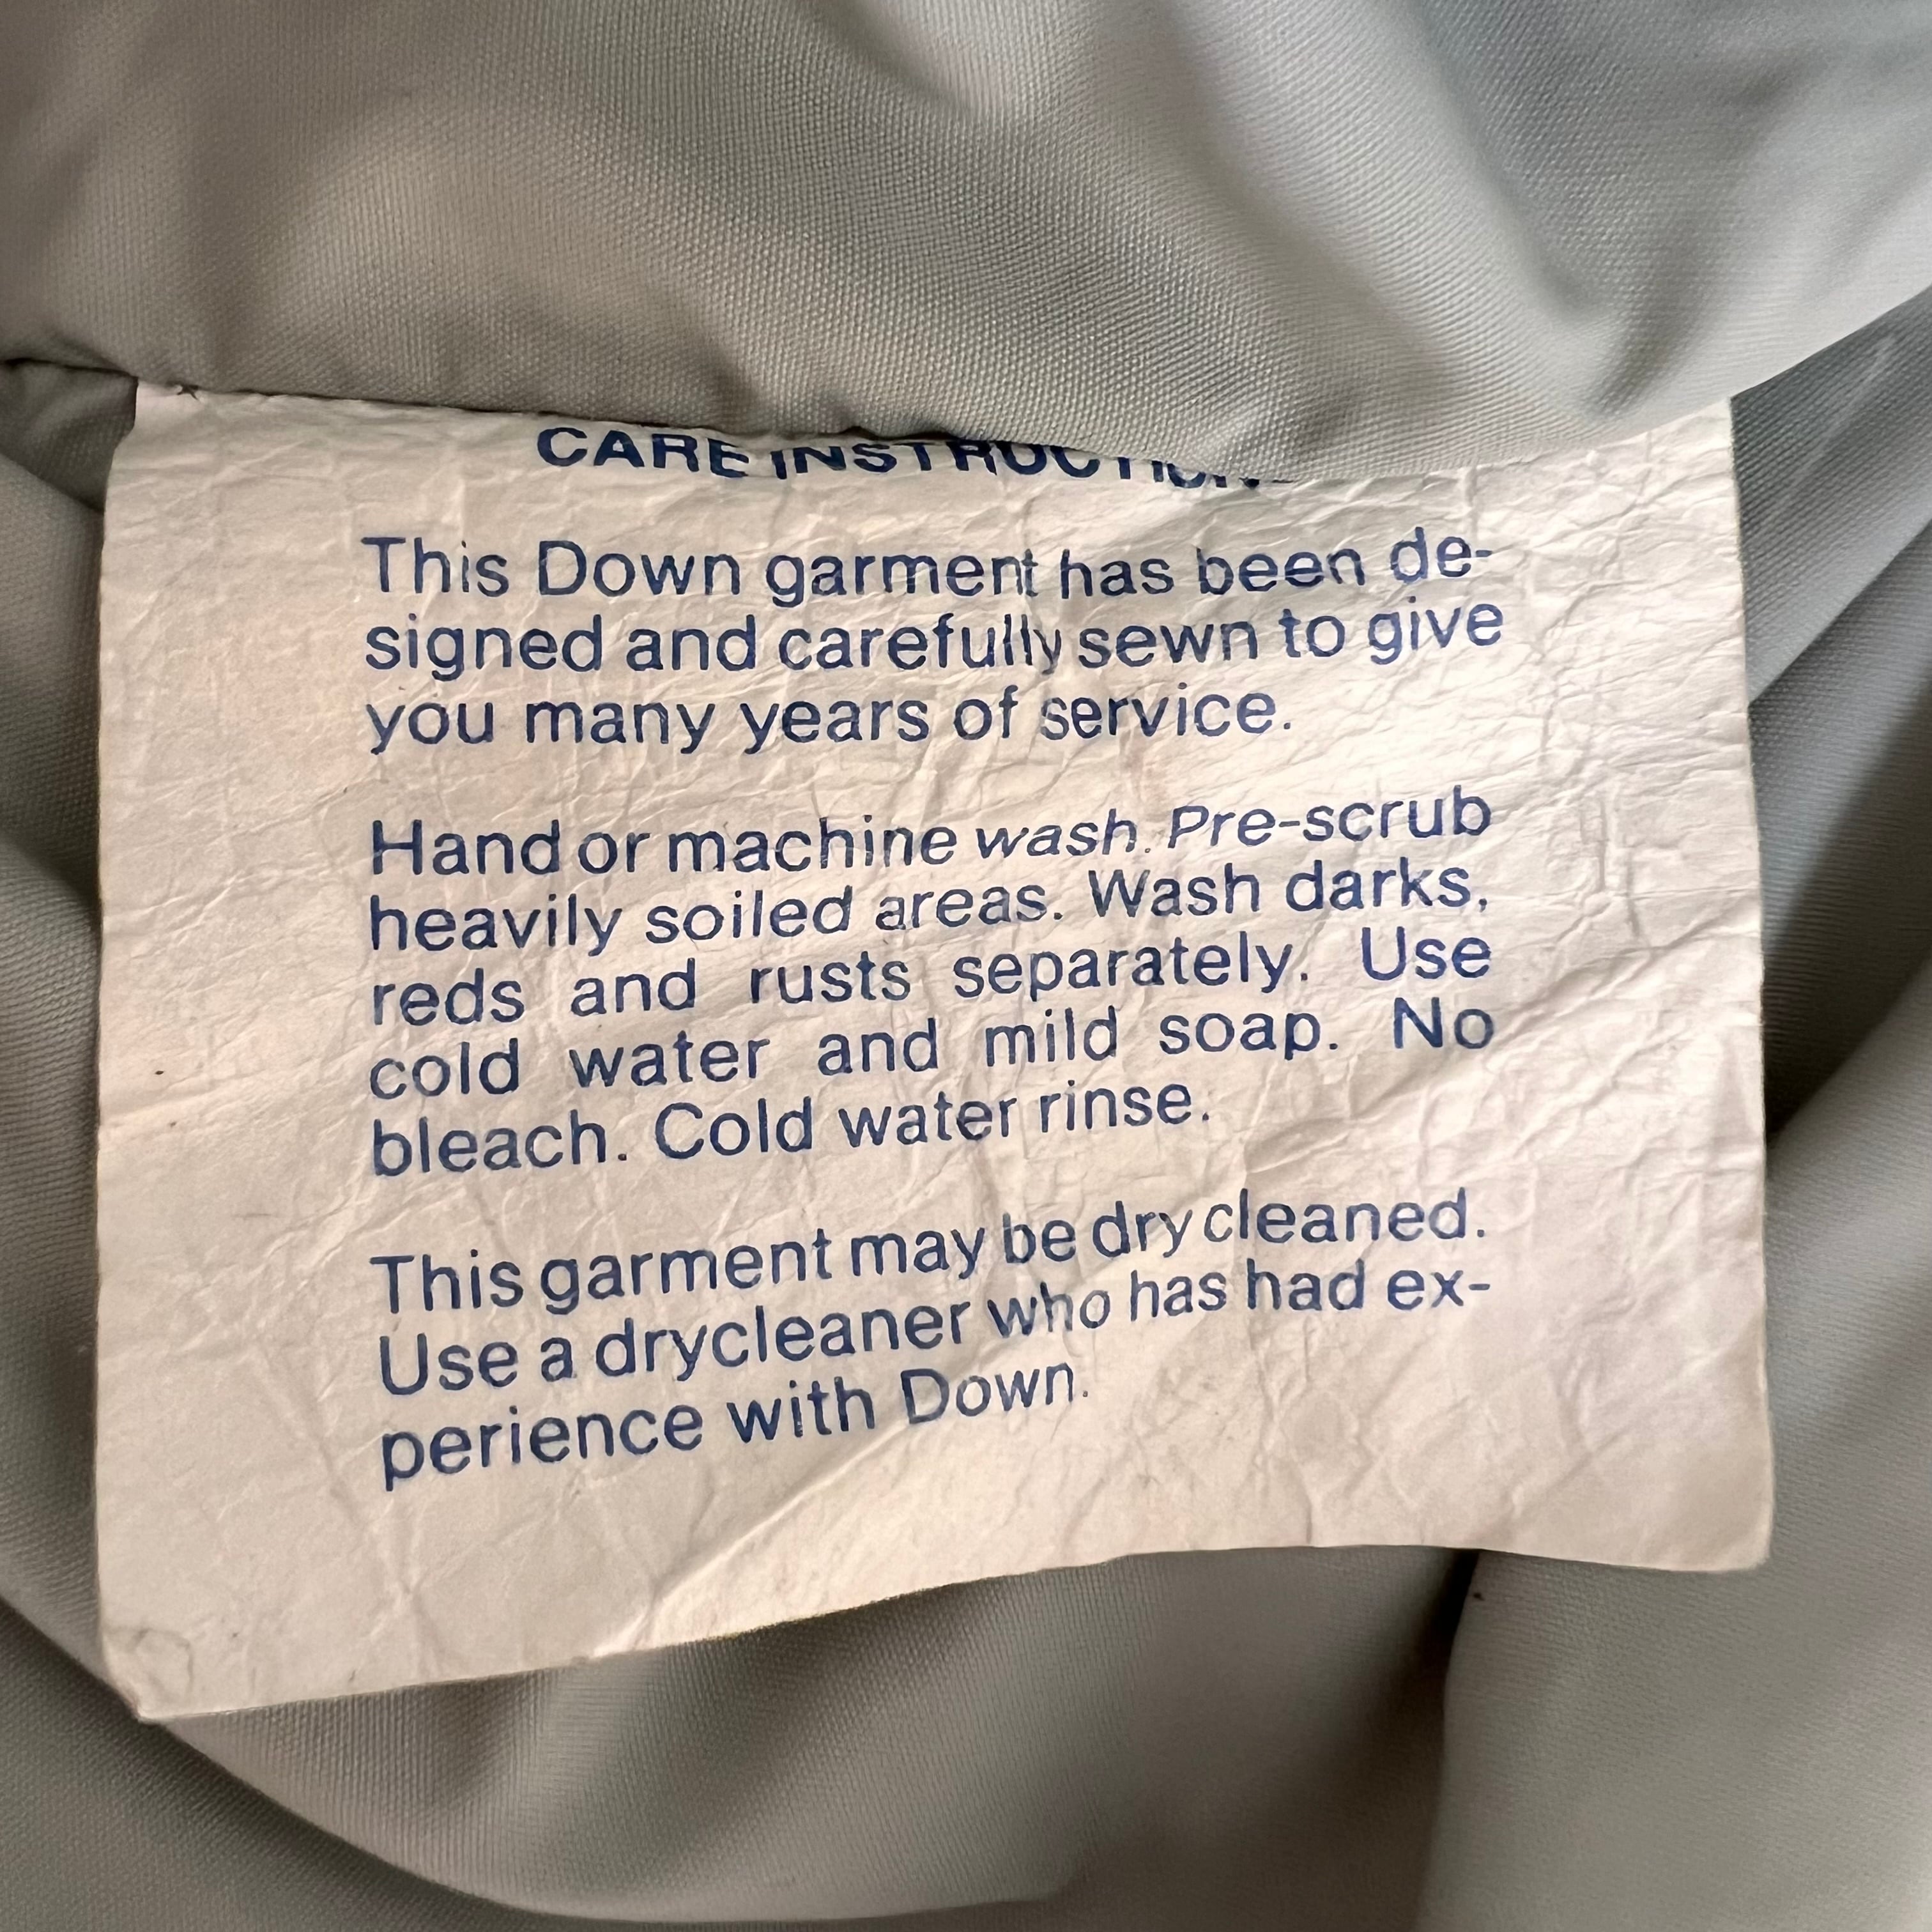 CARE INSTRUCTION
This Down garment has been de-
signed and carefully sewn to give
you many years of service.
Hand or machine wash. Pre-scrub
heavily soiled areas. Wash darks,
reds and rusts separately. Use
cold water and mild soap. No
bleach. Cold water rinse.
This garment may be dry cleaned.
Use a drycleaner who has had ex-
perience with Down.